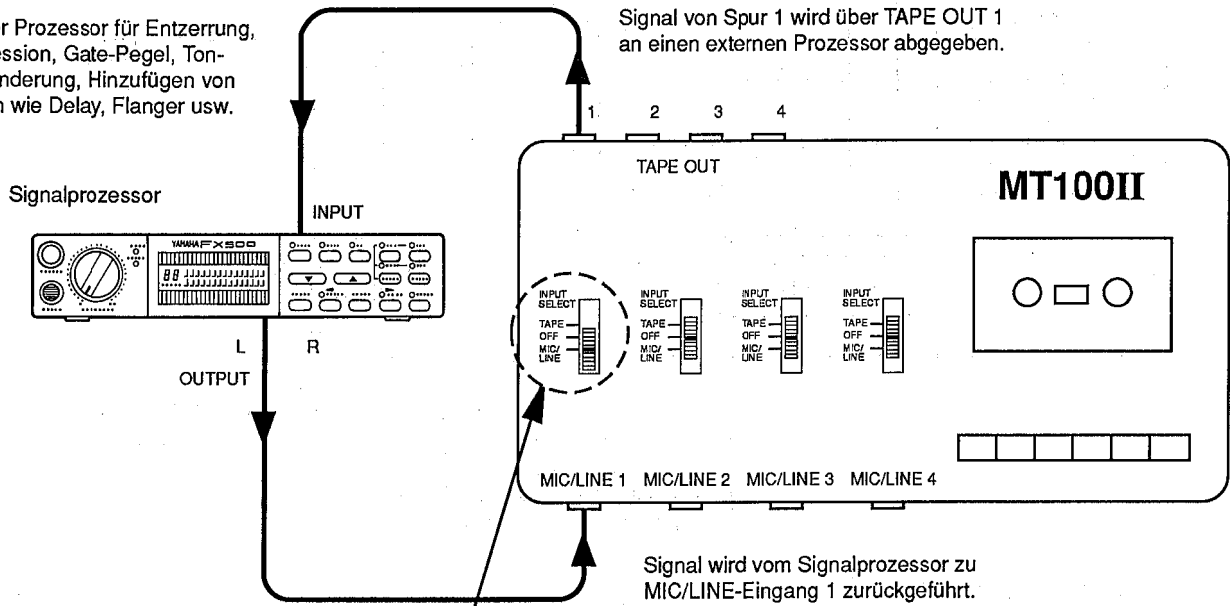 r Prozessor für Entzerrung,
ession, Gate-Pegel, Ton-
nderung, Hinzufügen von
n wie Delay, Flanger usw.
Signal von Spur 1 wird über TAPE OUT 1
an einen externen Prozessor abgegeben.
1 2 3 4
TAPE OUT
MT100II
Signalprozessor
INPUT
YAMAHA FX500
INPUT
SELECT
TAPE
OFF
MIC/
LINE
INPUT
SELECT
TAPE
OFF
MIC/
LINE
INPUT
SELECT
TAPE
OFF
MIC/
LINE
INPUT
SELECT
TAPE
OFF
MIC/
LINE
L R
OUTPUT
MIC/LINE 1 MIC/LINE 2 MIC/LINE 3 MIC/LINE 4
Signal wird vom Signalprozessor zu
MIC/LINE-Eingang 1 zurückgeführt.